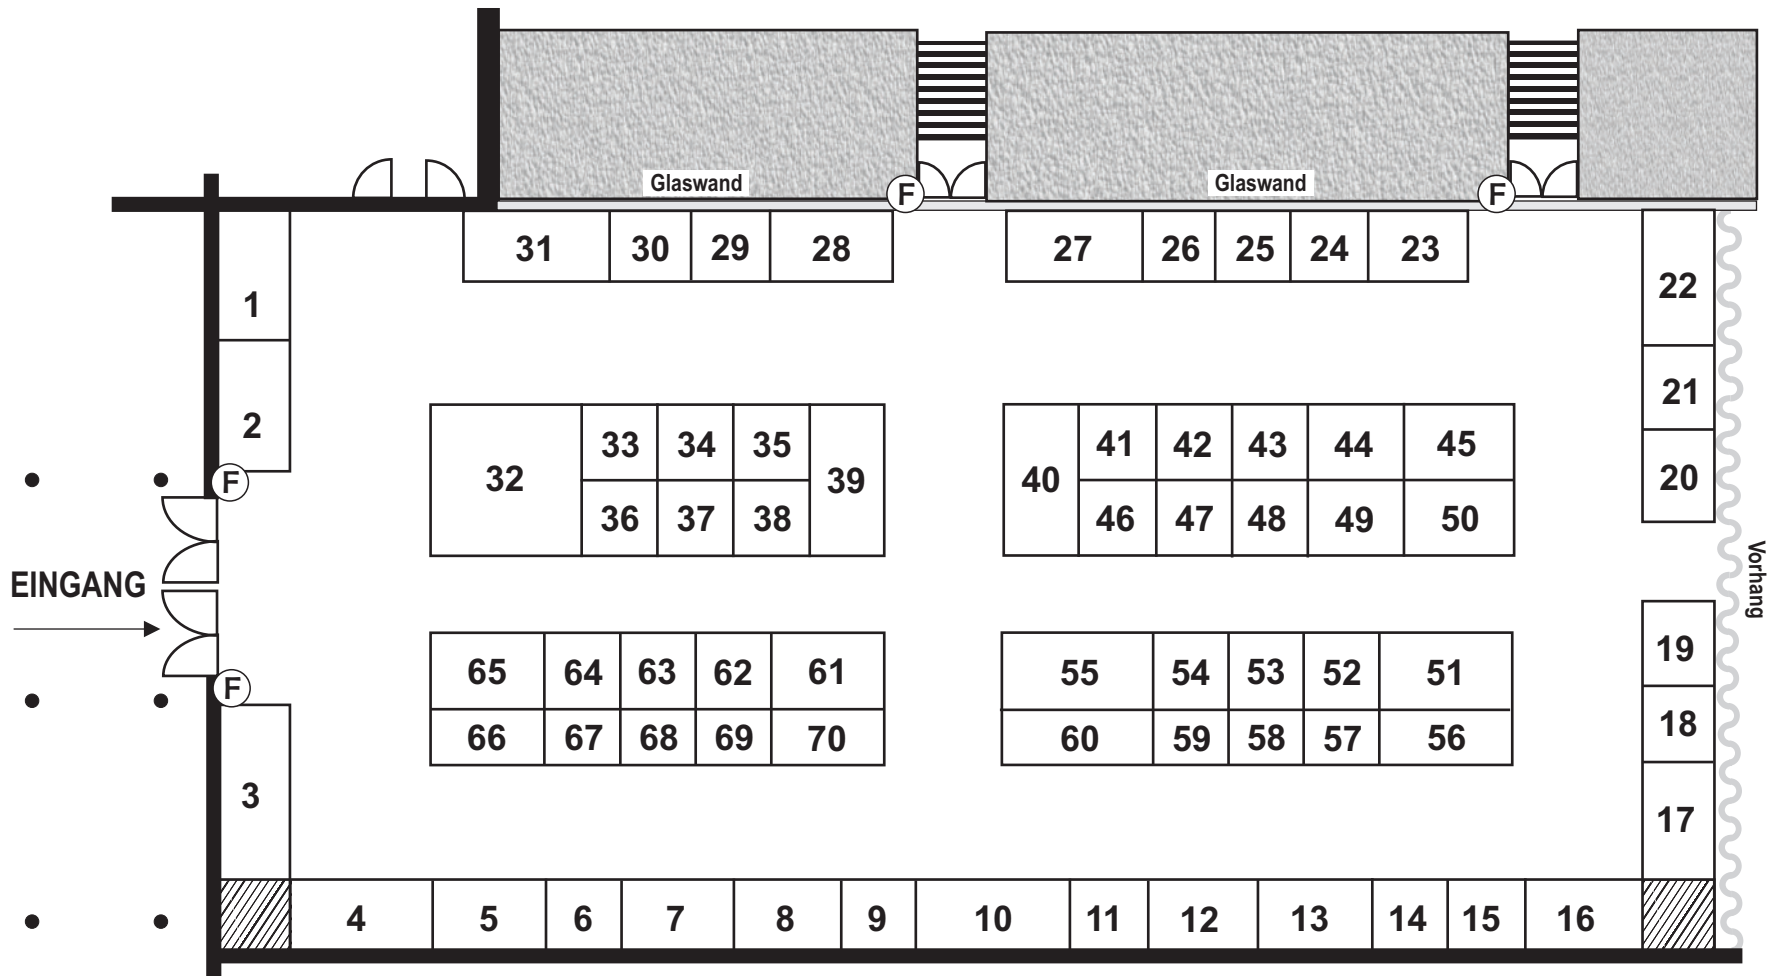 Glaswand
Glaswand
F
F
31 30 29 28 27 26 25 24 23
1
22
2
21
33 34 35 41 42 43 44 45
32 39 40 20
F
36 37 38 46 47 48 49 50
Vorhang
EINGANG
65 64 63 62 61 55 54 53 52 51
19
F
66 67 68 69 70 60 59 58 57 56
18
3
17
4 5 6 7 8 9 10 11 12 13 14 15 16